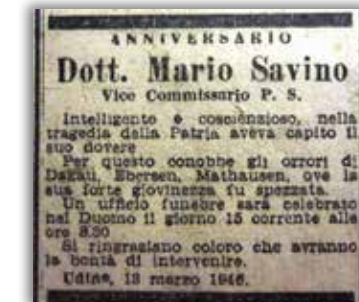 ANNIVERSARIO
Dott. Mario Savino
Vice Commissario P. S.
Intelligente e coscienzioso, nella
tragedia della Patria aveva capito il
suo dovere
Per questo conobbe gli orrori di
Dakau, Ebersen, Mathausen, ove la
sua forte giovinezza fu spezzata.
Un ufficio funebre sarà celebrato
nel Duomo il giorno 15 corrente alle
ore 8.30
Si ringraziano coloro che avranno
la bontà di intervenire.
Udine, 13 marzo 1946.